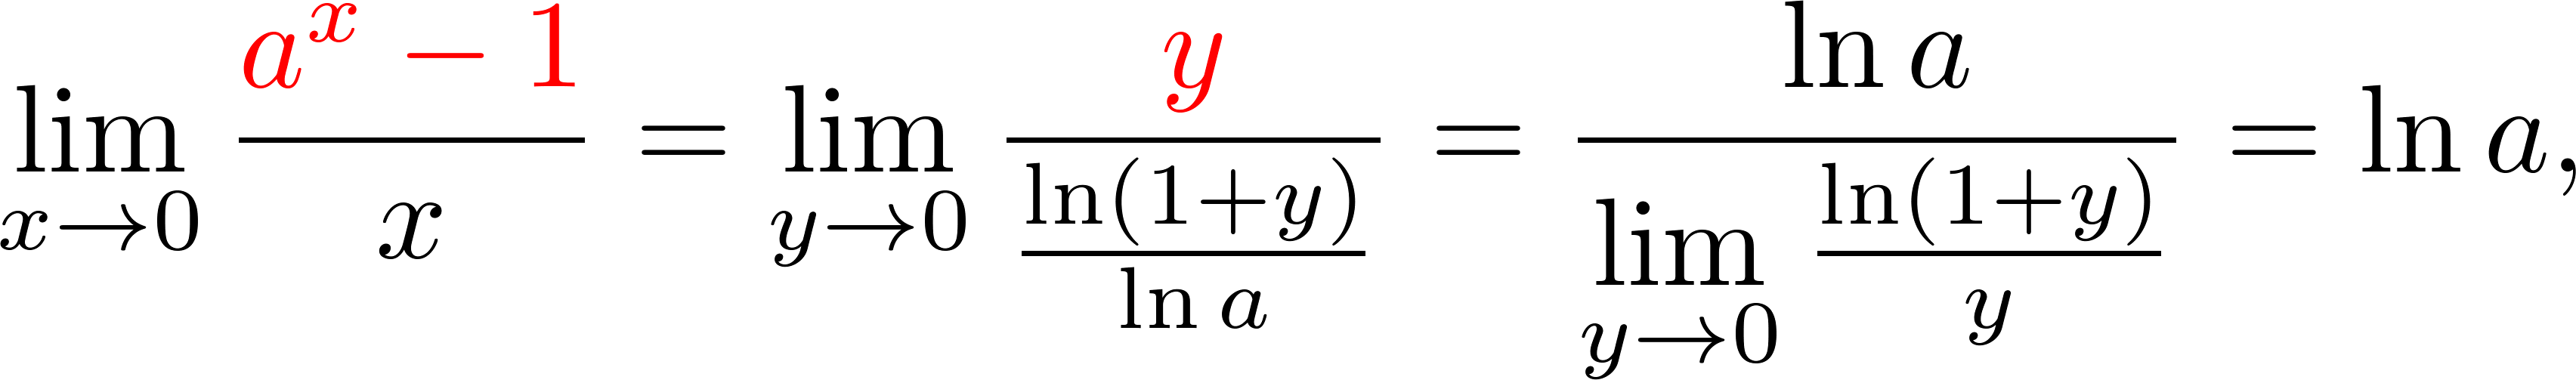 \lim_{x \to 0} \frac{a^x - 1}{x} = \lim_{y \to 0} \frac{y}{\frac{\ln(1+y)}{\ln a}} = \frac{\ln a}{\lim_{y \to 0} \frac{\ln(1+y)}{y}} = \ln a,